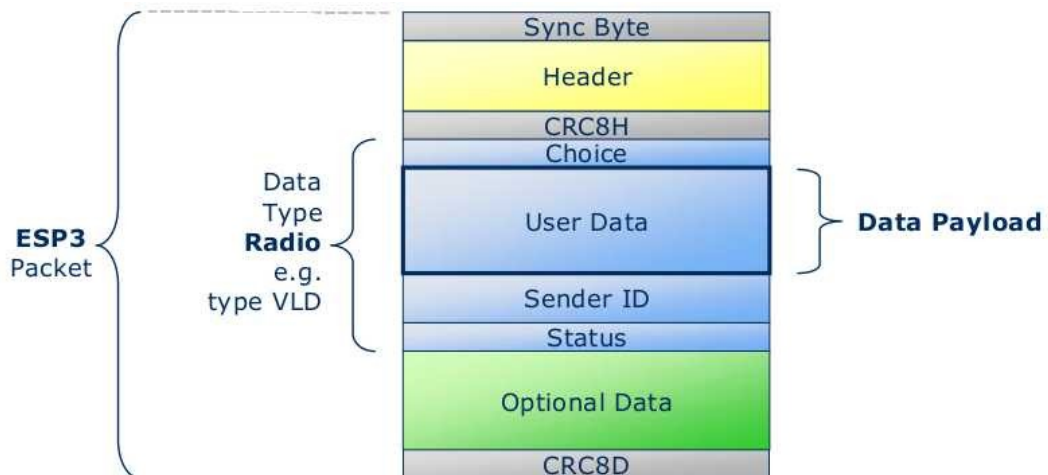 Sync Byte
Header
CRC8H
Choice
User Data
Sender ID
Status
Optional Data
CRC8D
ESP3
Packet
Data
Type
Radio
e.g.
type VLD
Data Payload